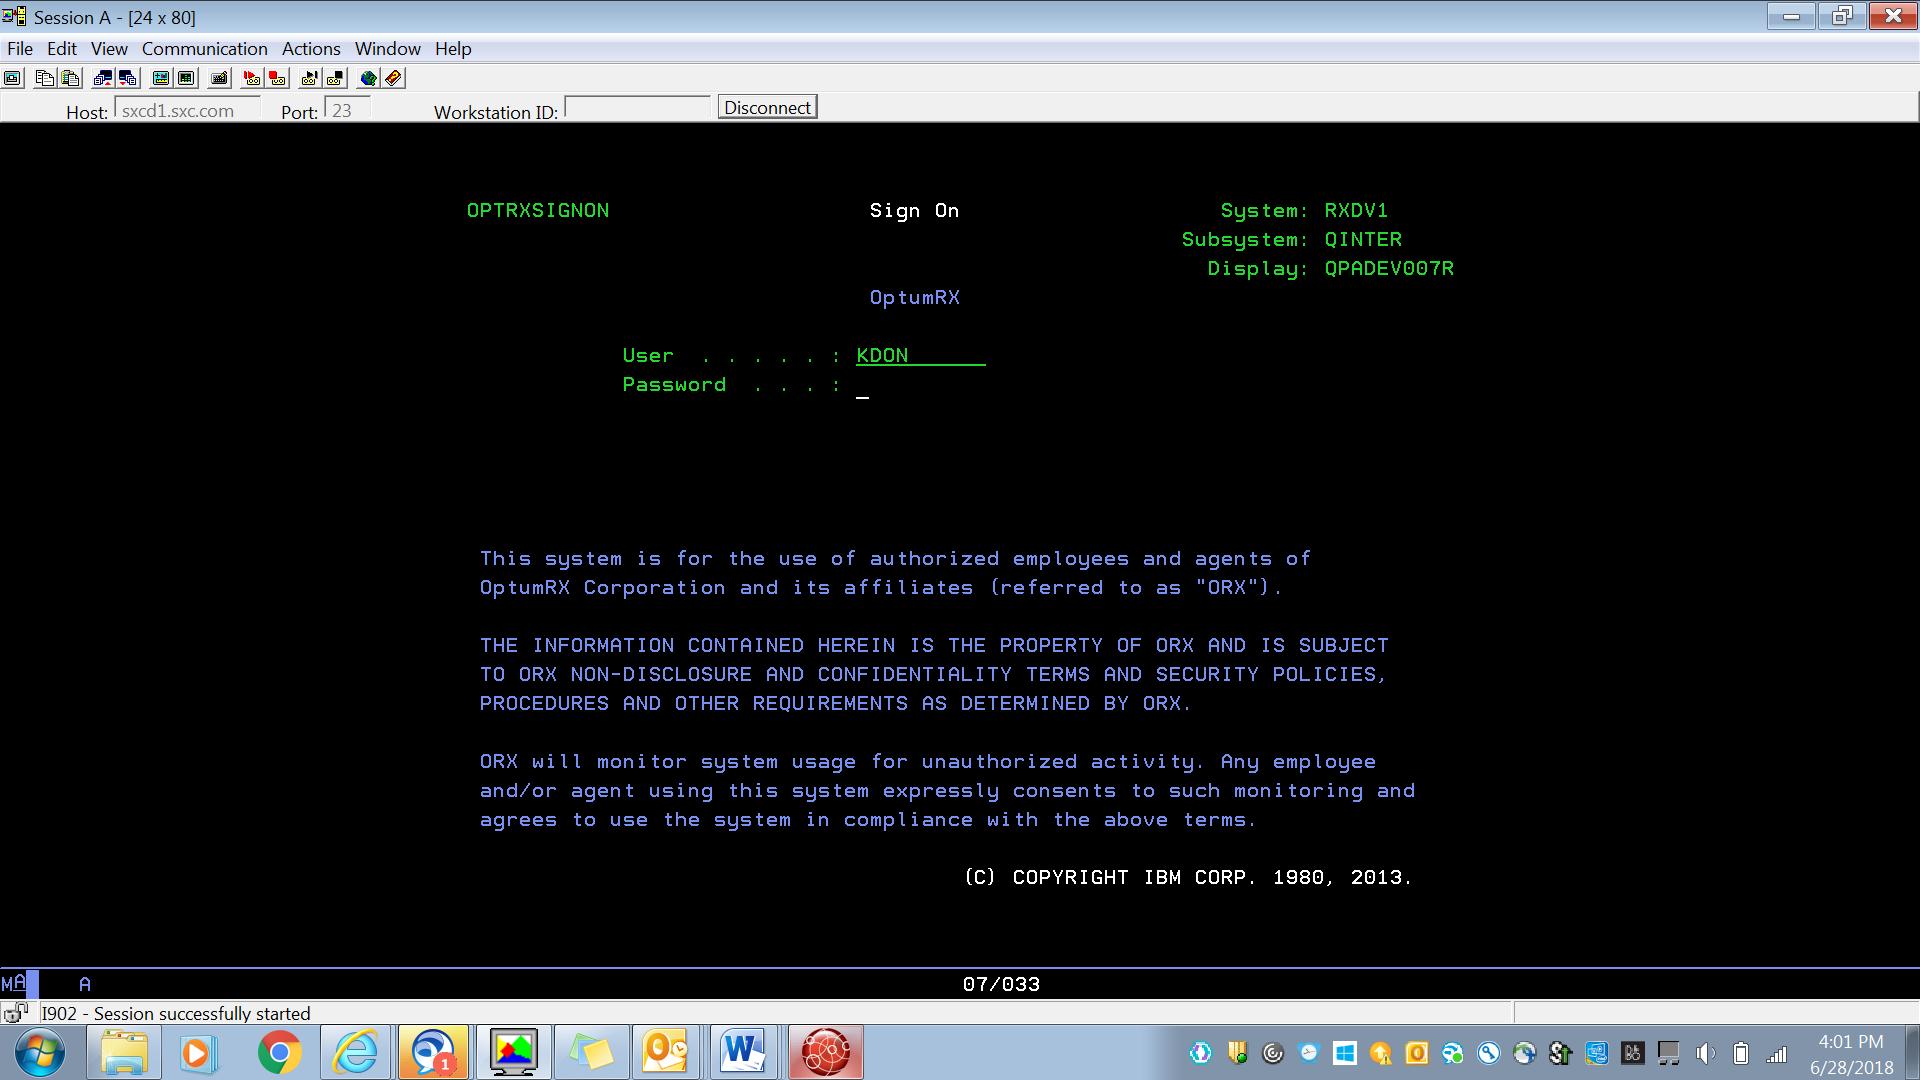 Session A - [24 x 80]
File Edit View Communication Actions Window Help
Host: sxcd1.sxc.com Port: 23 Workstation ID: Disconnect
OPTRXSIGNON Sign On System: RXDV1
Subsystem: QINTER
Display: QPADEV007R
OptumRX
User . . . . . : KDON
Password . . . :
This system is for the use of authorized employees and agents of
OptumRX Corporation and its affiliates (referred to as "ORX").
THE INFORMATION CONTAINED HEREIN IS THE PROPERTY OF ORX AND IS SUBJECT
TO ORX NON-DISCLOSURE AND CONFIDENTIALITY TERMS AND SECURITY POLICIES,
PROCEDURES AND OTHER REQUIREMENTS AS DETERMINED BY ORX.
ORX will monitor system usage for unauthorized activity. Any employee
and/or agent using this system expressly consents to such monitoring and
agrees to use the system in compliance with the above terms.
(C) COPYRIGHT IBM CORP. 1980, 2013.
MA A 07/033
I902 - Session successfully started
4:01 PM
6/28/2018